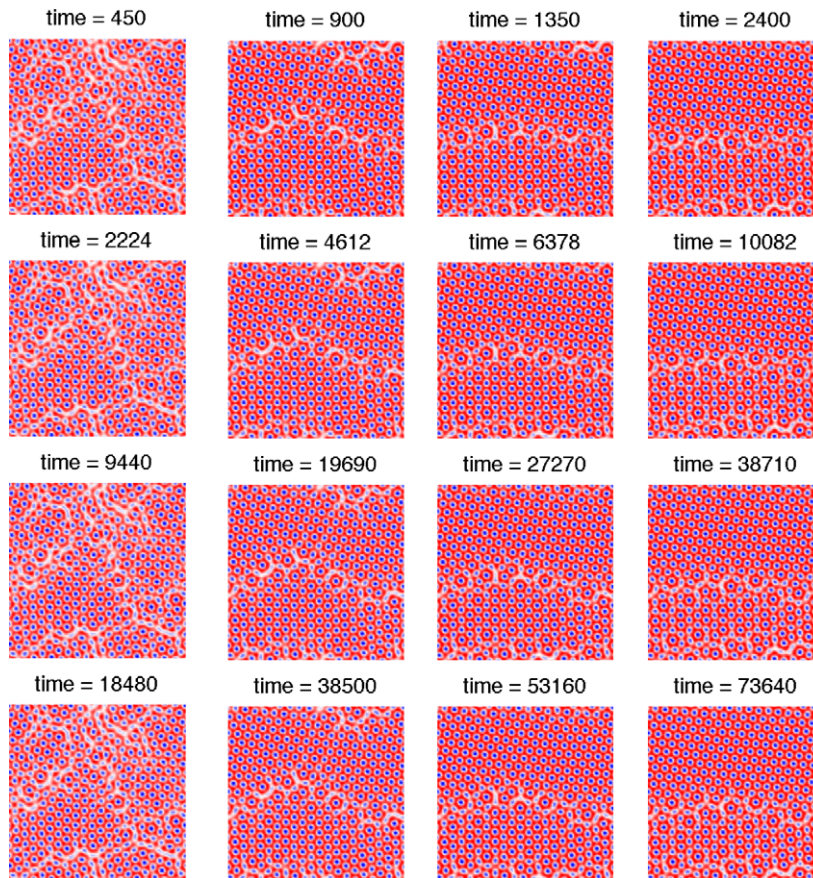 time = 450 time = 900 time = 1350 time = 2400
time = 2224 time = 4612 time = 6378 time = 10082
time = 9440 time = 19690 time = 27270 time = 38710
time = 18480 time = 38500 time = 53160 time = 73640